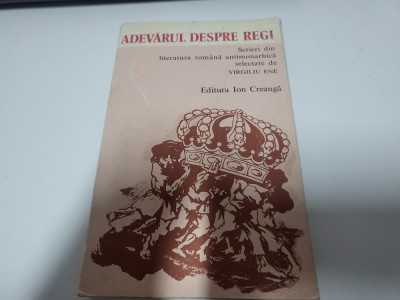 ADEVĂRUL DESPRE REGI
Scrieri din
literatura română antimonarhică
selectate de
VIRGILIU ENE
Editura Ion Creangă